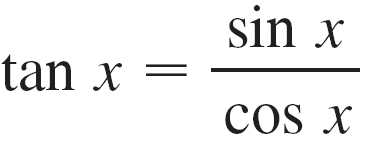 tan x = sin x / cos x